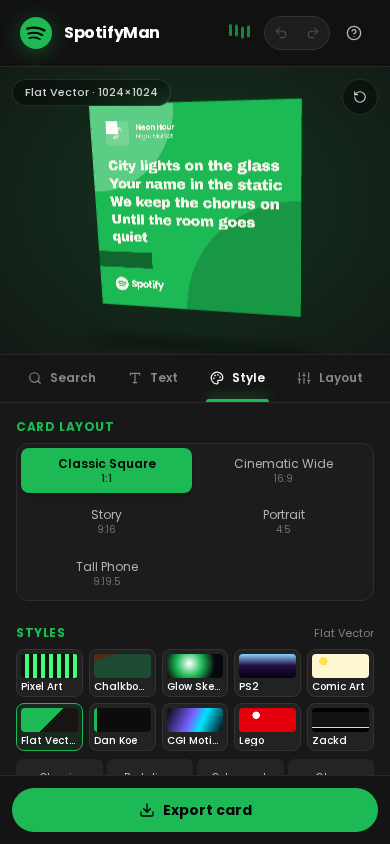 SpotifyMan
Flat Vector · 1024×1024
Neon Hour
Night Market
City lights on the glass
Your name in the static
We keep the chorus on
Until the room goes
quiet
Spotify
Search
Text
Style
Layout
CARD LAYOUT
Classic Square
1:1
Cinematic Wide
16:9
Story
9:16
Portrait
4:5
Tall Phone
9:19.5
STYLES
Flat Vector
Pixel Art
Chalkbo...
Glow Ske...
PS2
Comic Art
Flat Vect...
Dan Koe
CGI Moti...
Lego
Zackd
Export card